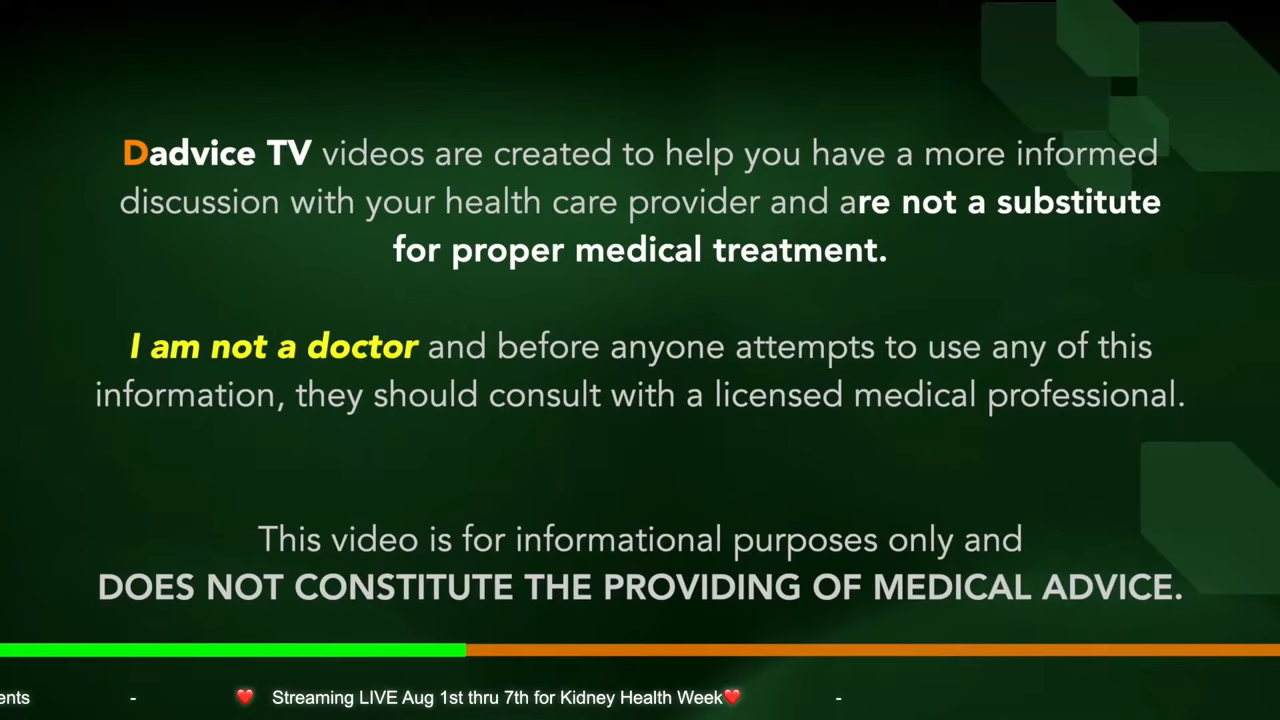 Dadvice TV videos are created to help you have a more informed
discussion with your health care provider and are not a substitute
for proper medical treatment.
I am not a doctor and before anyone attempts to use any of this
information, they should consult with a licensed medical professional.
This video is for informational purposes only and
DOES NOT CONSTITUTE THE PROVIDING OF MEDICAL ADVICE.
ents - ❤️ Streaming LIVE Aug 1st thru 7th for Kidney Health Week❤️ -